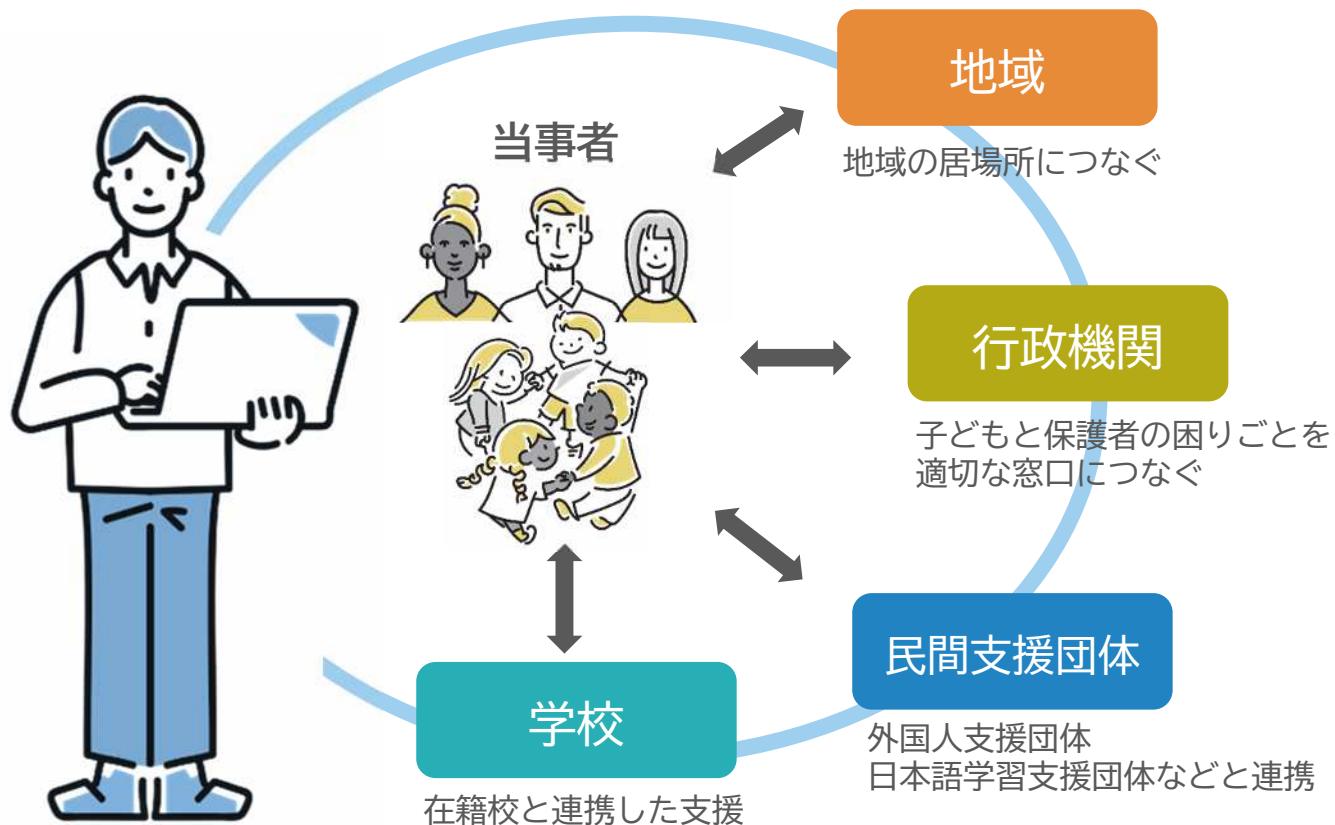 当事者
地域
地域の居場所につなぐ
行政機関
子どもと保護者の困りごとを
適切な窓口につなぐ
民間支援団体
外国人支援団体
日本語学習支援団体などと連携
学校
在籍校と連携した支援